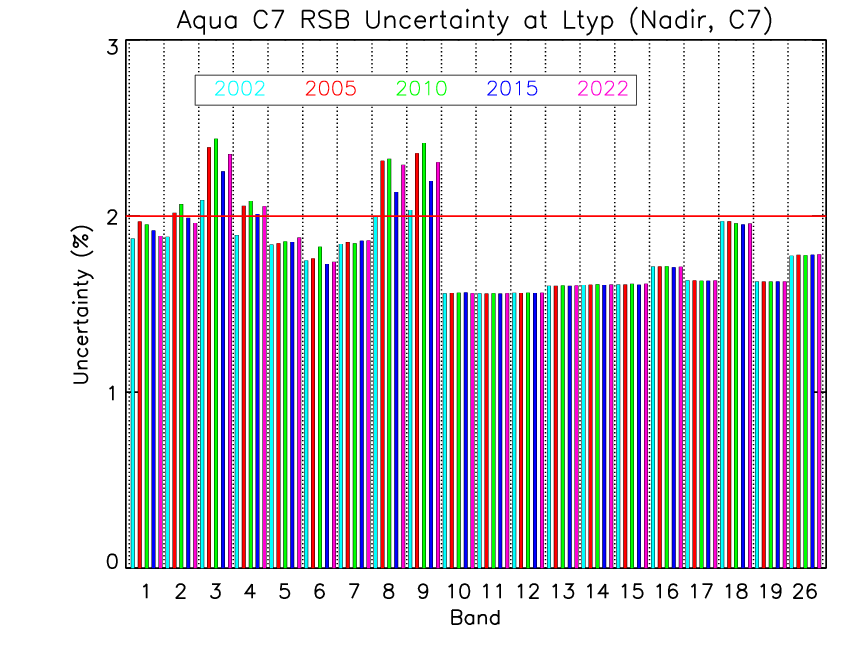 Aqua C7 RSB Uncertainty at Ltyp (Nadir, C7)
3
2002 2005 2010 2015 2022
2
Uncertainty (%)
1
0
1 2 3 4 5 6 7 8 9 10 11 12 13 14 15 16 17 18 19 26
Band